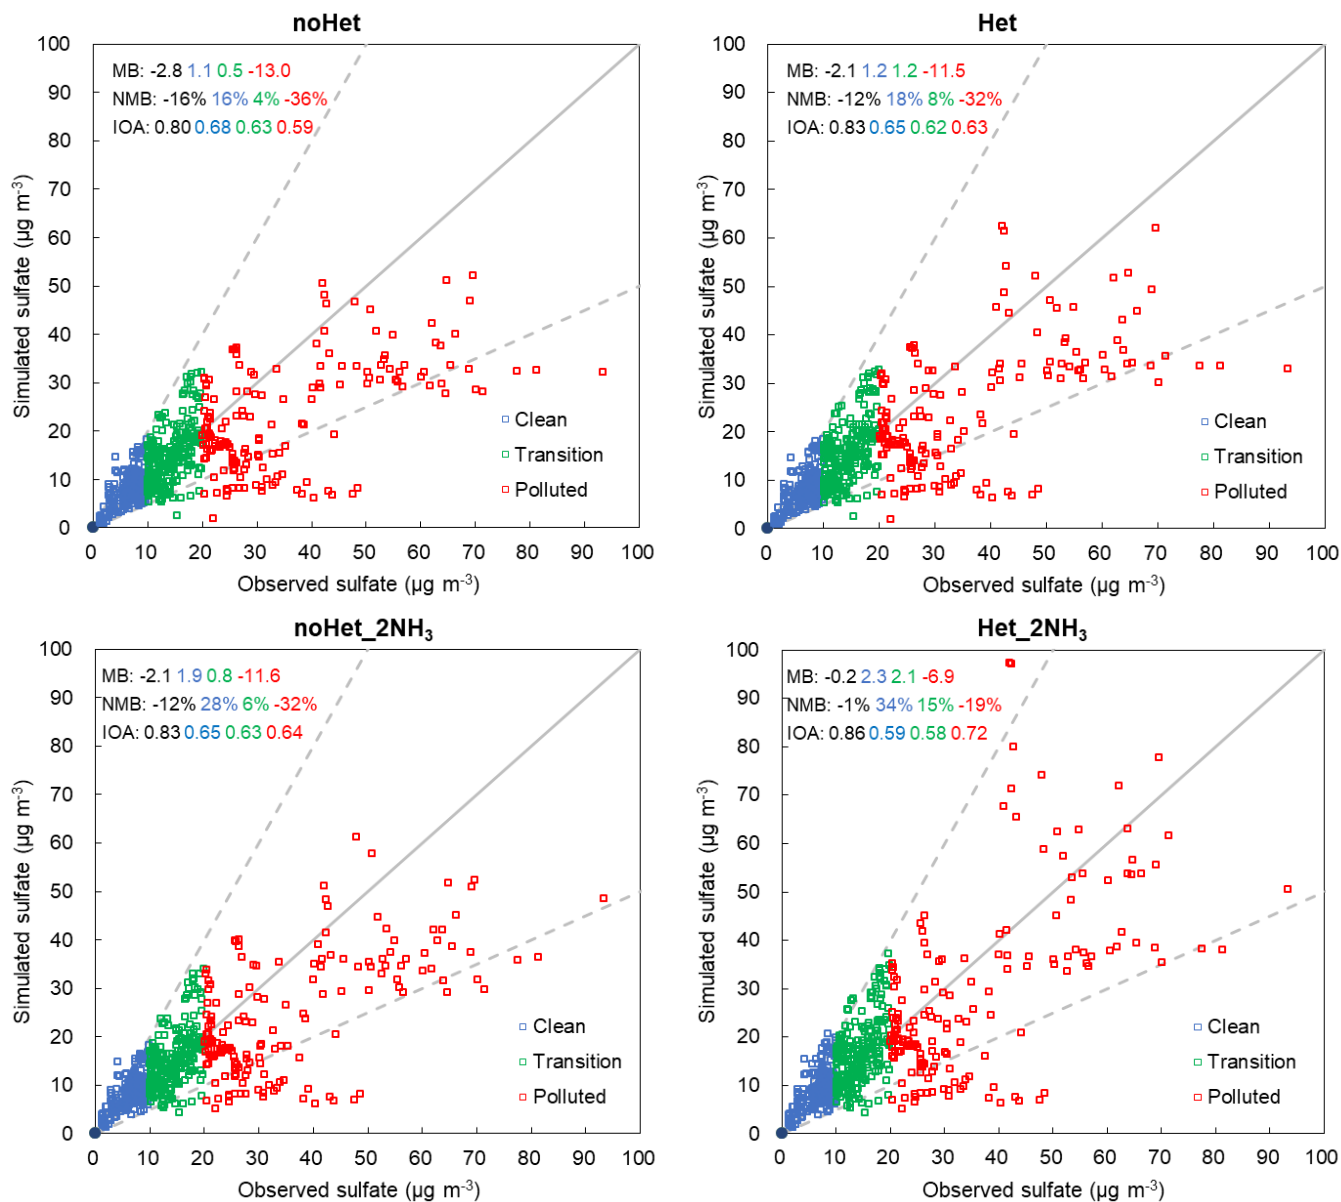 noHet
MB: -2.8 1.1 0.5 -13.0
NMB: -16% 16% 4% -36%
IOA: 0.80 0.68 0.63 0.59
100
90
80
70
60
50
40
30
20
10
0
Simulated sulfate (µg m-3)
Clean
Transition
Polluted
0 10 20 30 40 50 60 70 80 90 100
Observed sulfate (µg m-3)
Het
MB: -2.1 1.2 1.2 -11.5
NMB: -12% 18% 8% -32%
IOA: 0.83 0.65 0.62 0.63
100
90
80
70
60
50
40
30
20
10
0
Simulated sulfate (µg m-3)
Clean
Transition
Polluted
0 10 20 30 40 50 60 70 80 90 100
Observed sulfate (µg m-3)
noHet_2NH3
MB: -2.1 1.9 0.8 -11.6
NMB: -12% 28% 6% -32%
IOA: 0.83 0.65 0.63 0.64
100
90
80
70
60
50
40
30
20
10
0
Simulated sulfate (µg m-3)
Clean
Transition
Polluted
0 10 20 30 40 50 60 70 80 90 100
Observed sulfate (µg m-3)
Het_2NH3
MB: -0.2 2.3 2.1 -6.9
NMB: -1% 34% 15% -19%
IOA: 0.86 0.59 0.58 0.72
100
90
80
70
60
50
40
30
20
10
0
Simulated sulfate (µg m-3)
Clean
Transition
Polluted
0 10 20 30 40 50 60 70 80 90 100
Observed sulfate (µg m-3)